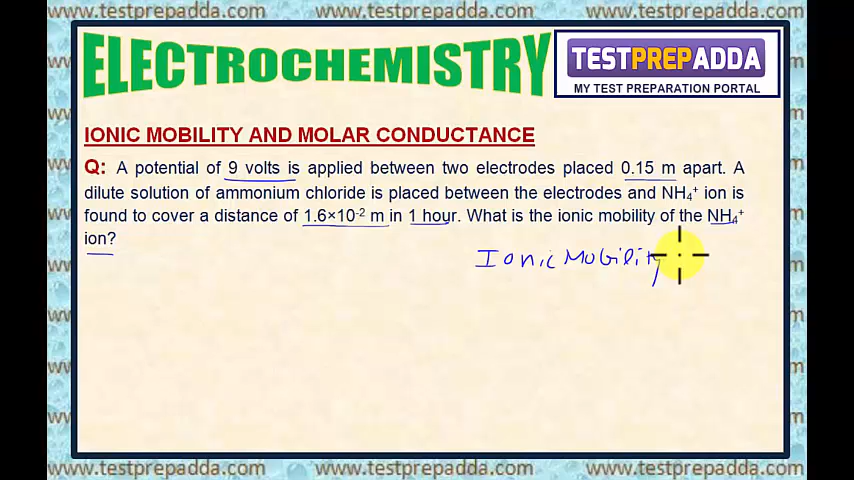 www.testprepadda.com www.testprepadda.com www.testprepadda.com
ELECTROCHEMISTRY
TESTPREPADDA
MY TEST PREPARATION PORTAL
IONIC MOBILITY AND MOLAR CONDUCTANCE
Q: A potential of 9 volts is applied between two electrodes placed 0.15 m apart. A
dilute solution of ammonium chloride is placed between the electrodes and NH₄⁺ ion is
found to cover a distance of 1.6×10⁻² m in 1 hour. What is the ionic mobility of the NH₄⁺
ion?
Ionic Mobility
www.testprepadda.com www.testprepadda.com www.testprepadda.com